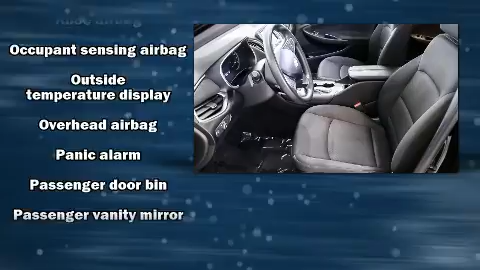 Occupant sensing airbag
Outside
temperature display
Overhead airbag
Panic alarm
Passenger door bin
Passenger vanity mirror